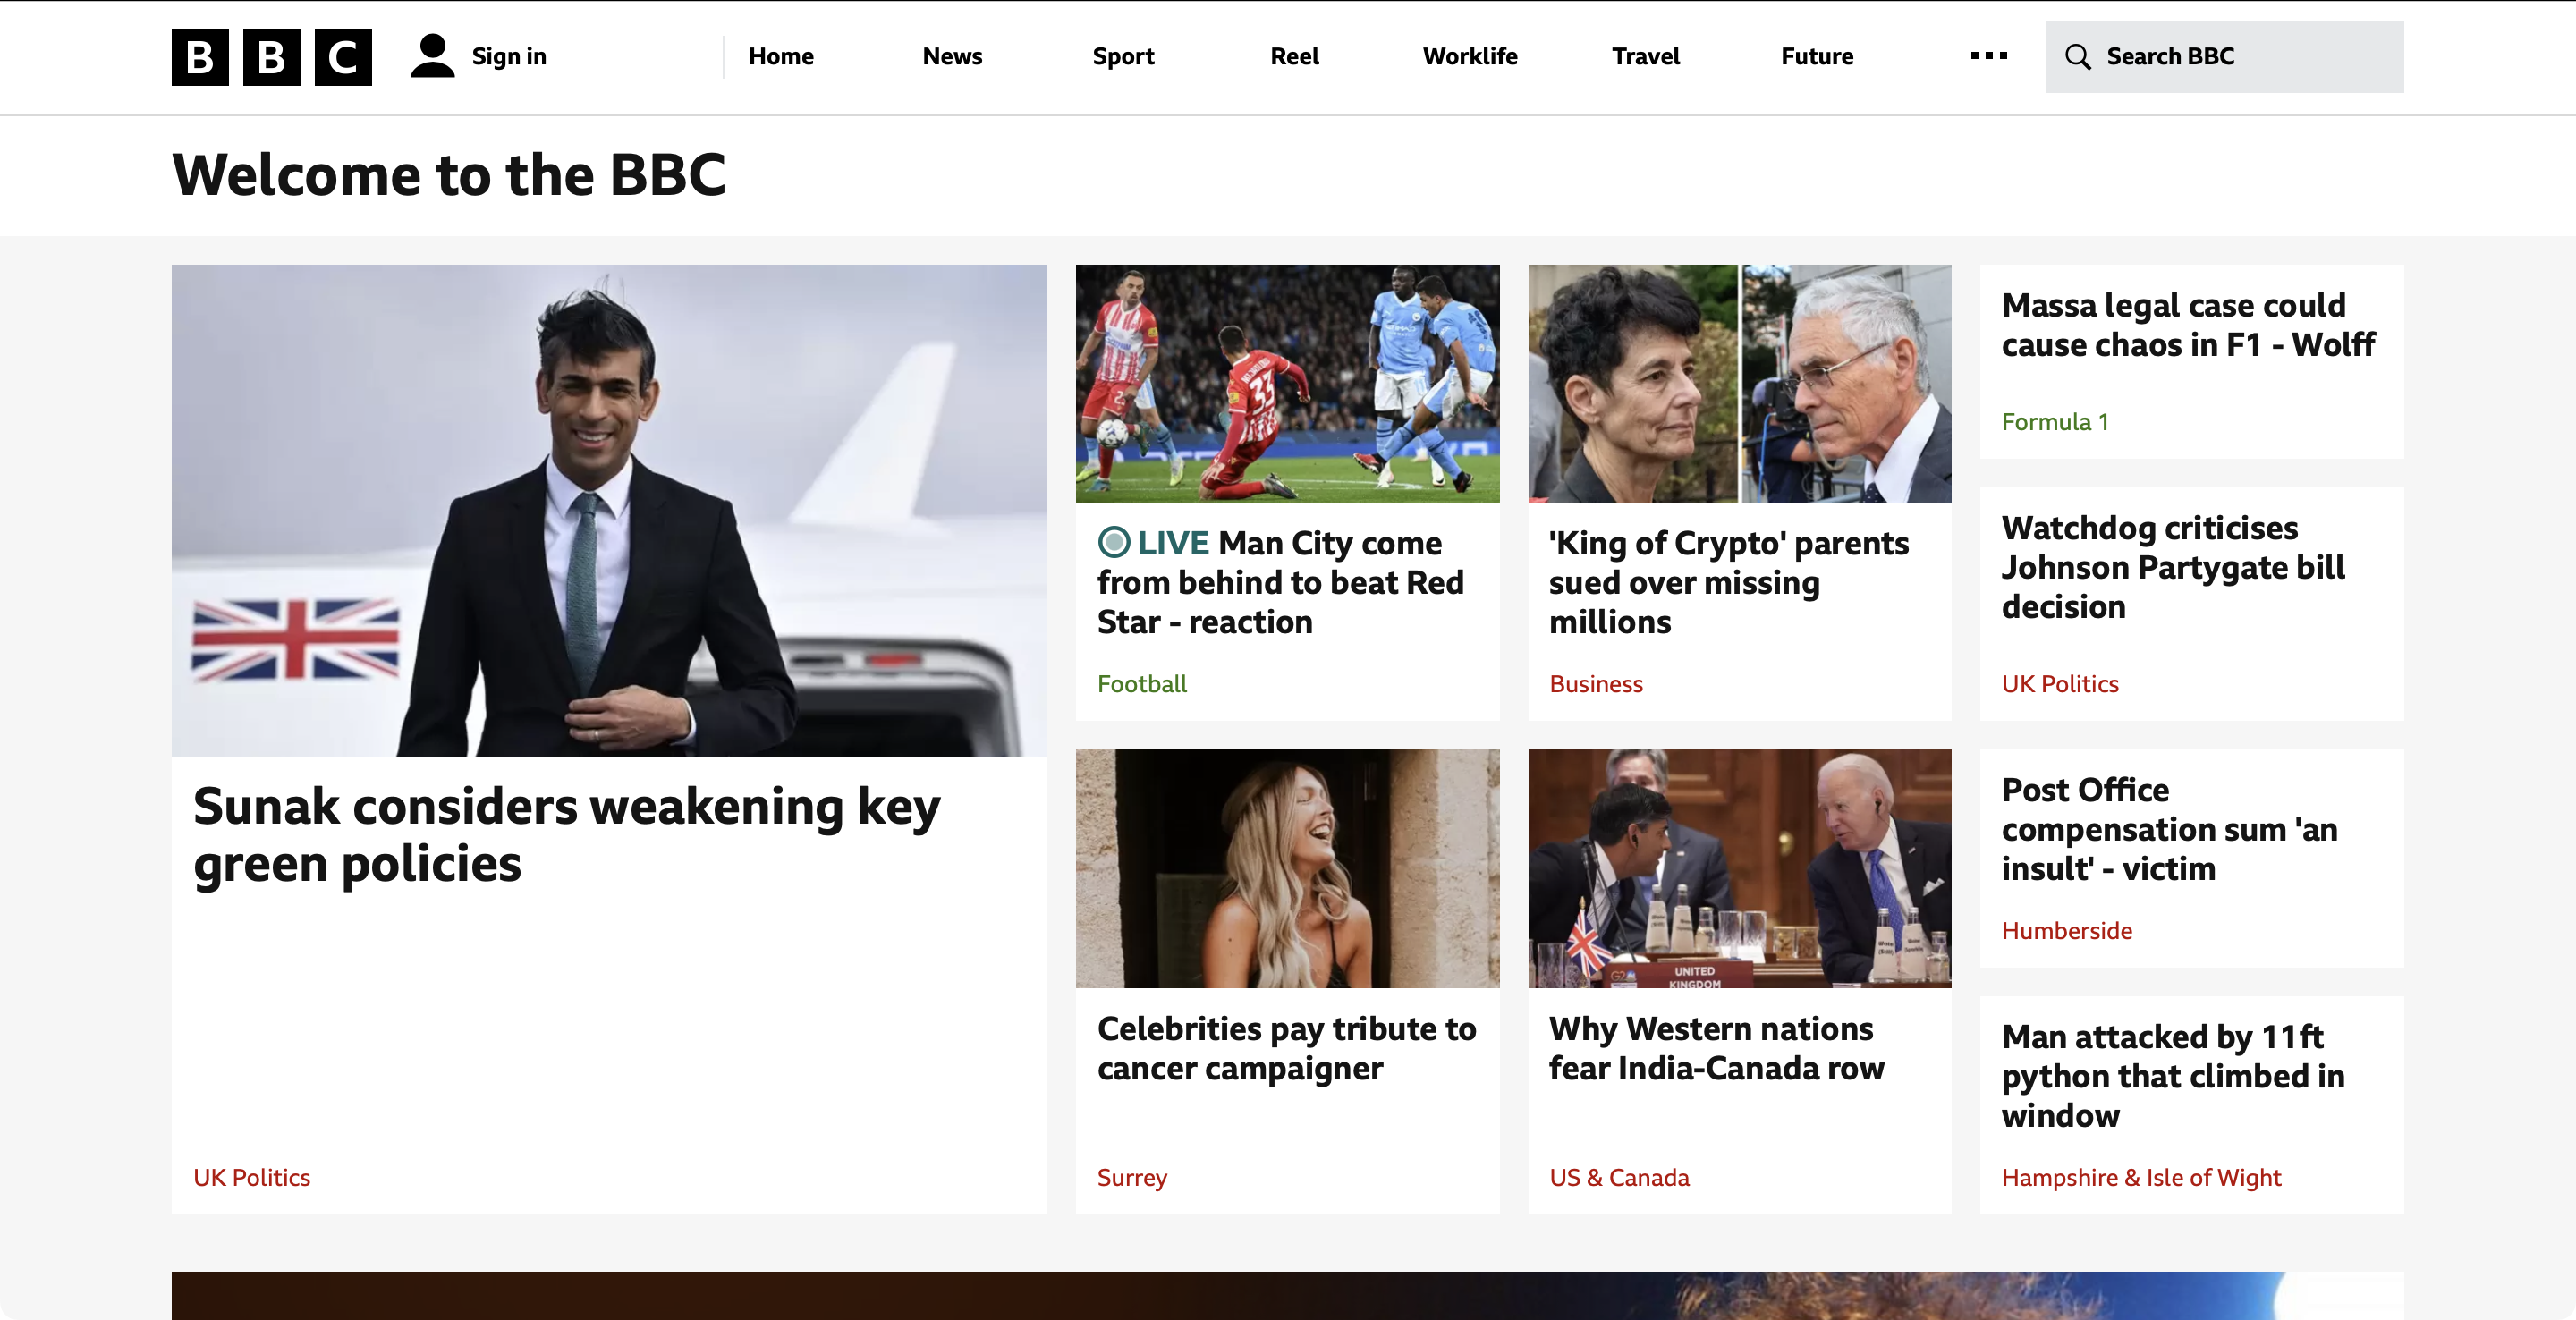 BBC
Sign in
Home
News
Sport
Reel
Worklife
Travel
Future
Search BBC
Welcome to the BBC
Sunak considers weakening key
green policies
UK Politics
33
LIVE Man City come
from behind to beat Red
Star - reaction
Football
'King of Crypto' parents
sued over missing
millions
Business
Massa legal case could
cause chaos in F1 - Wolff
Formula 1
Watchdog criticises
Johnson Partygate bill
decision
UK Politics
Celebrities pay tribute to
cancer campaigner
Surrey
UNITED
KINGDOM
Why Western nations
fear India-Canada row
US & Canada
Post Office
compensation sum 'an
insult' - victim
Humberside
Man attacked by 11ft
python that climbed in
window
Hampshire & Isle of Wight